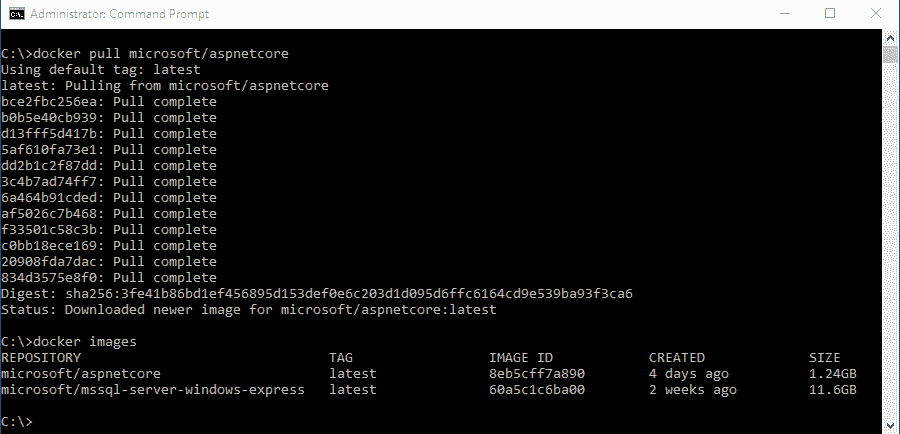 Administrator: Command Prompt
C:\>docker pull microsoft/aspnetcore
Using default tag: latest
latest: Pulling from microsoft/aspnetcore
bce2fbc256ea: Pull complete
b0b5e40cb939: Pull complete
d13fff5d417b: Pull complete
5af610fa73e1: Pull complete
dd2b1c2f87dd: Pull complete
3c4b7ad74ff7: Pull complete
6a464b91cded: Pull complete
af5026c7b468: Pull complete
f33501c58c3b: Pull complete
c0bb18ece169: Pull complete
20908fda7dac: Pull complete
834d3575e8f0: Pull complete
Digest: sha256:3fe41b86bd1ef456895d153def0e6c203d1d095d6ffc6164cd9e539ba93f3ca6
Status: Downloaded newer image for microsoft/aspnetcore:latest
C:\>docker images
REPOSITORY TAG IMAGE ID CREATED SIZE
microsoft/aspnetcore latest 8eb5cff7a890 4 days ago 1.24GB
microsoft/mssql-server-windows-express latest 60a5c1c6ba00 2 weeks ago 11.6GB
C:\>